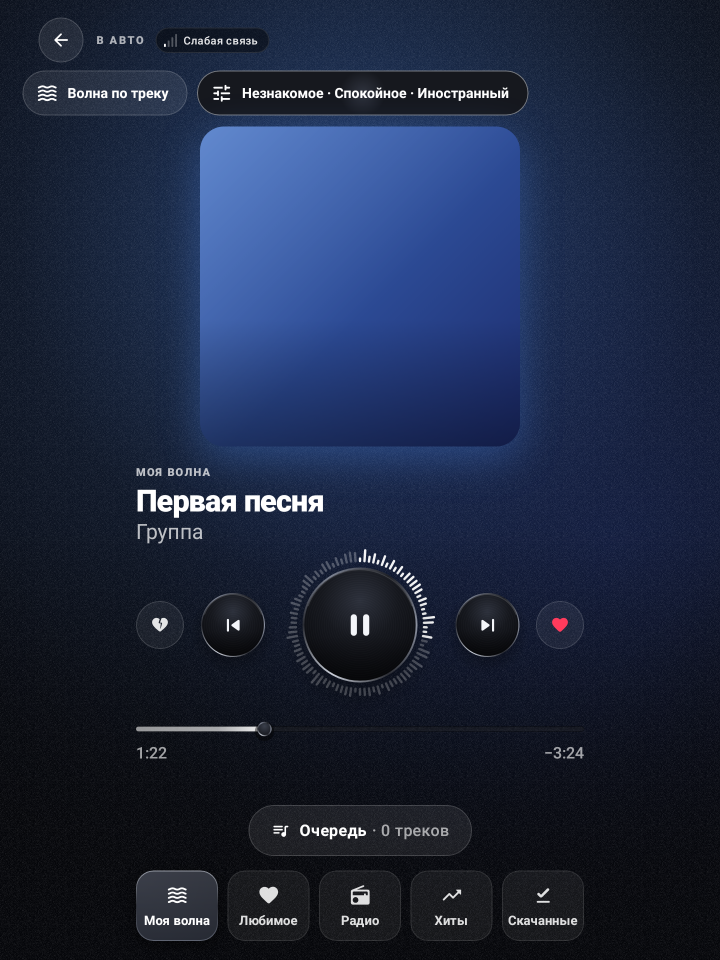 В АВТО
Слабая связь
Волна по треку
Незнакомое · Спокойное · Иностранный
МОЯ ВОЛНА
Первая песня
Группа
1:22
−3:24
Очередь · 0 треков
Моя волна
Любимое
Радио
Хиты
Скачанные